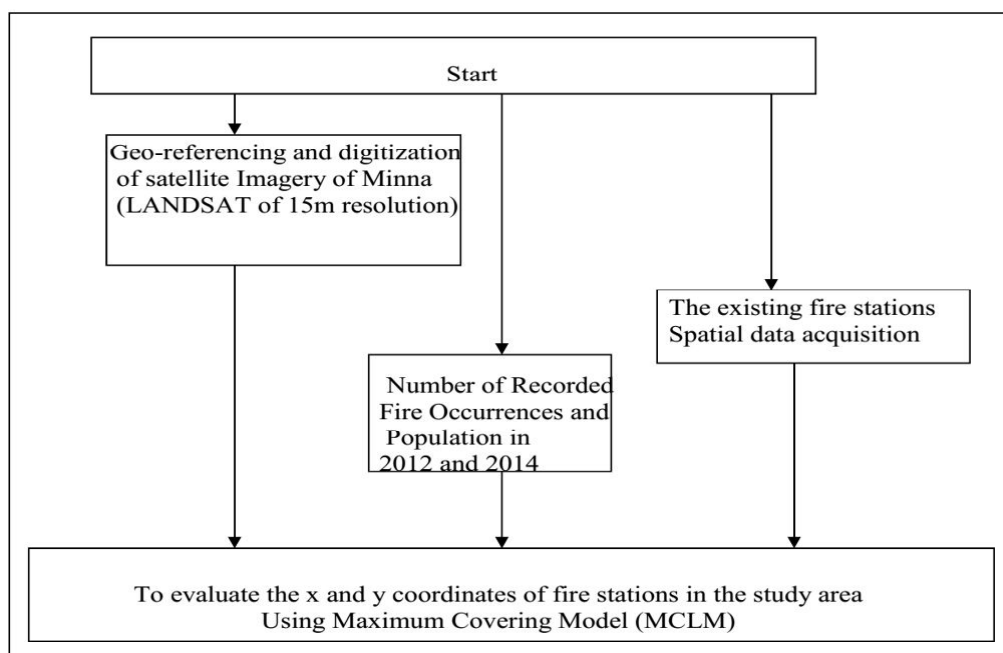 Start
Geo-referencing and digitization
of satellite Imagery of Minna
(LANDSAT of 15m resolution)
The existing fire stations
Spatial data acquisition
Number of Recorded
Fire Occurrences and
Population in
2012 and 2014
To evaluate the x and y coordinates of fire stations in the study area
Using Maximum Covering Model (MCLM)